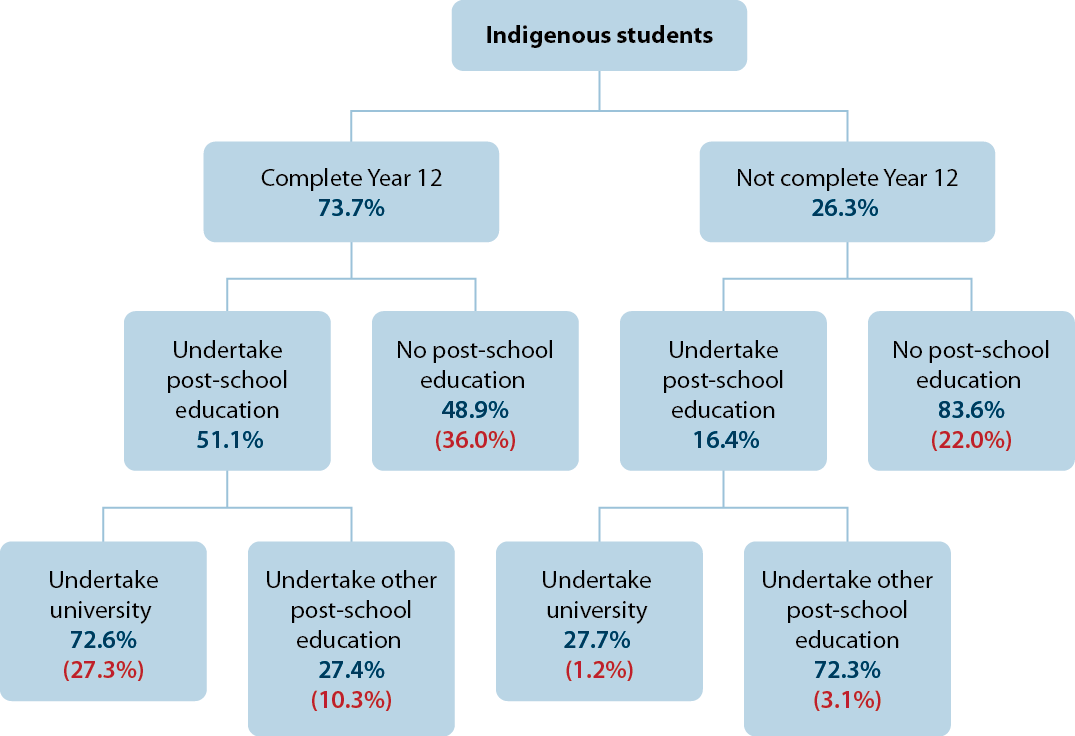 Indigenous students
Complete Year 12
73.7%
Not complete Year 12
26.3%
Undertake
post-school
education
51.1%
No post-school
education
48.9%
(36.0%)
Undertake
post-school
education
16.4%
No post-school
education
83.6%
(22.0%)
Undertake
university
72.6%
(27.3%)
Undertake other
post-school
education
27.4%
(10.3%)
Undertake
university
27.7%
(1.2%)
Undertake other
post-school
education
72.3%
(3.1%)